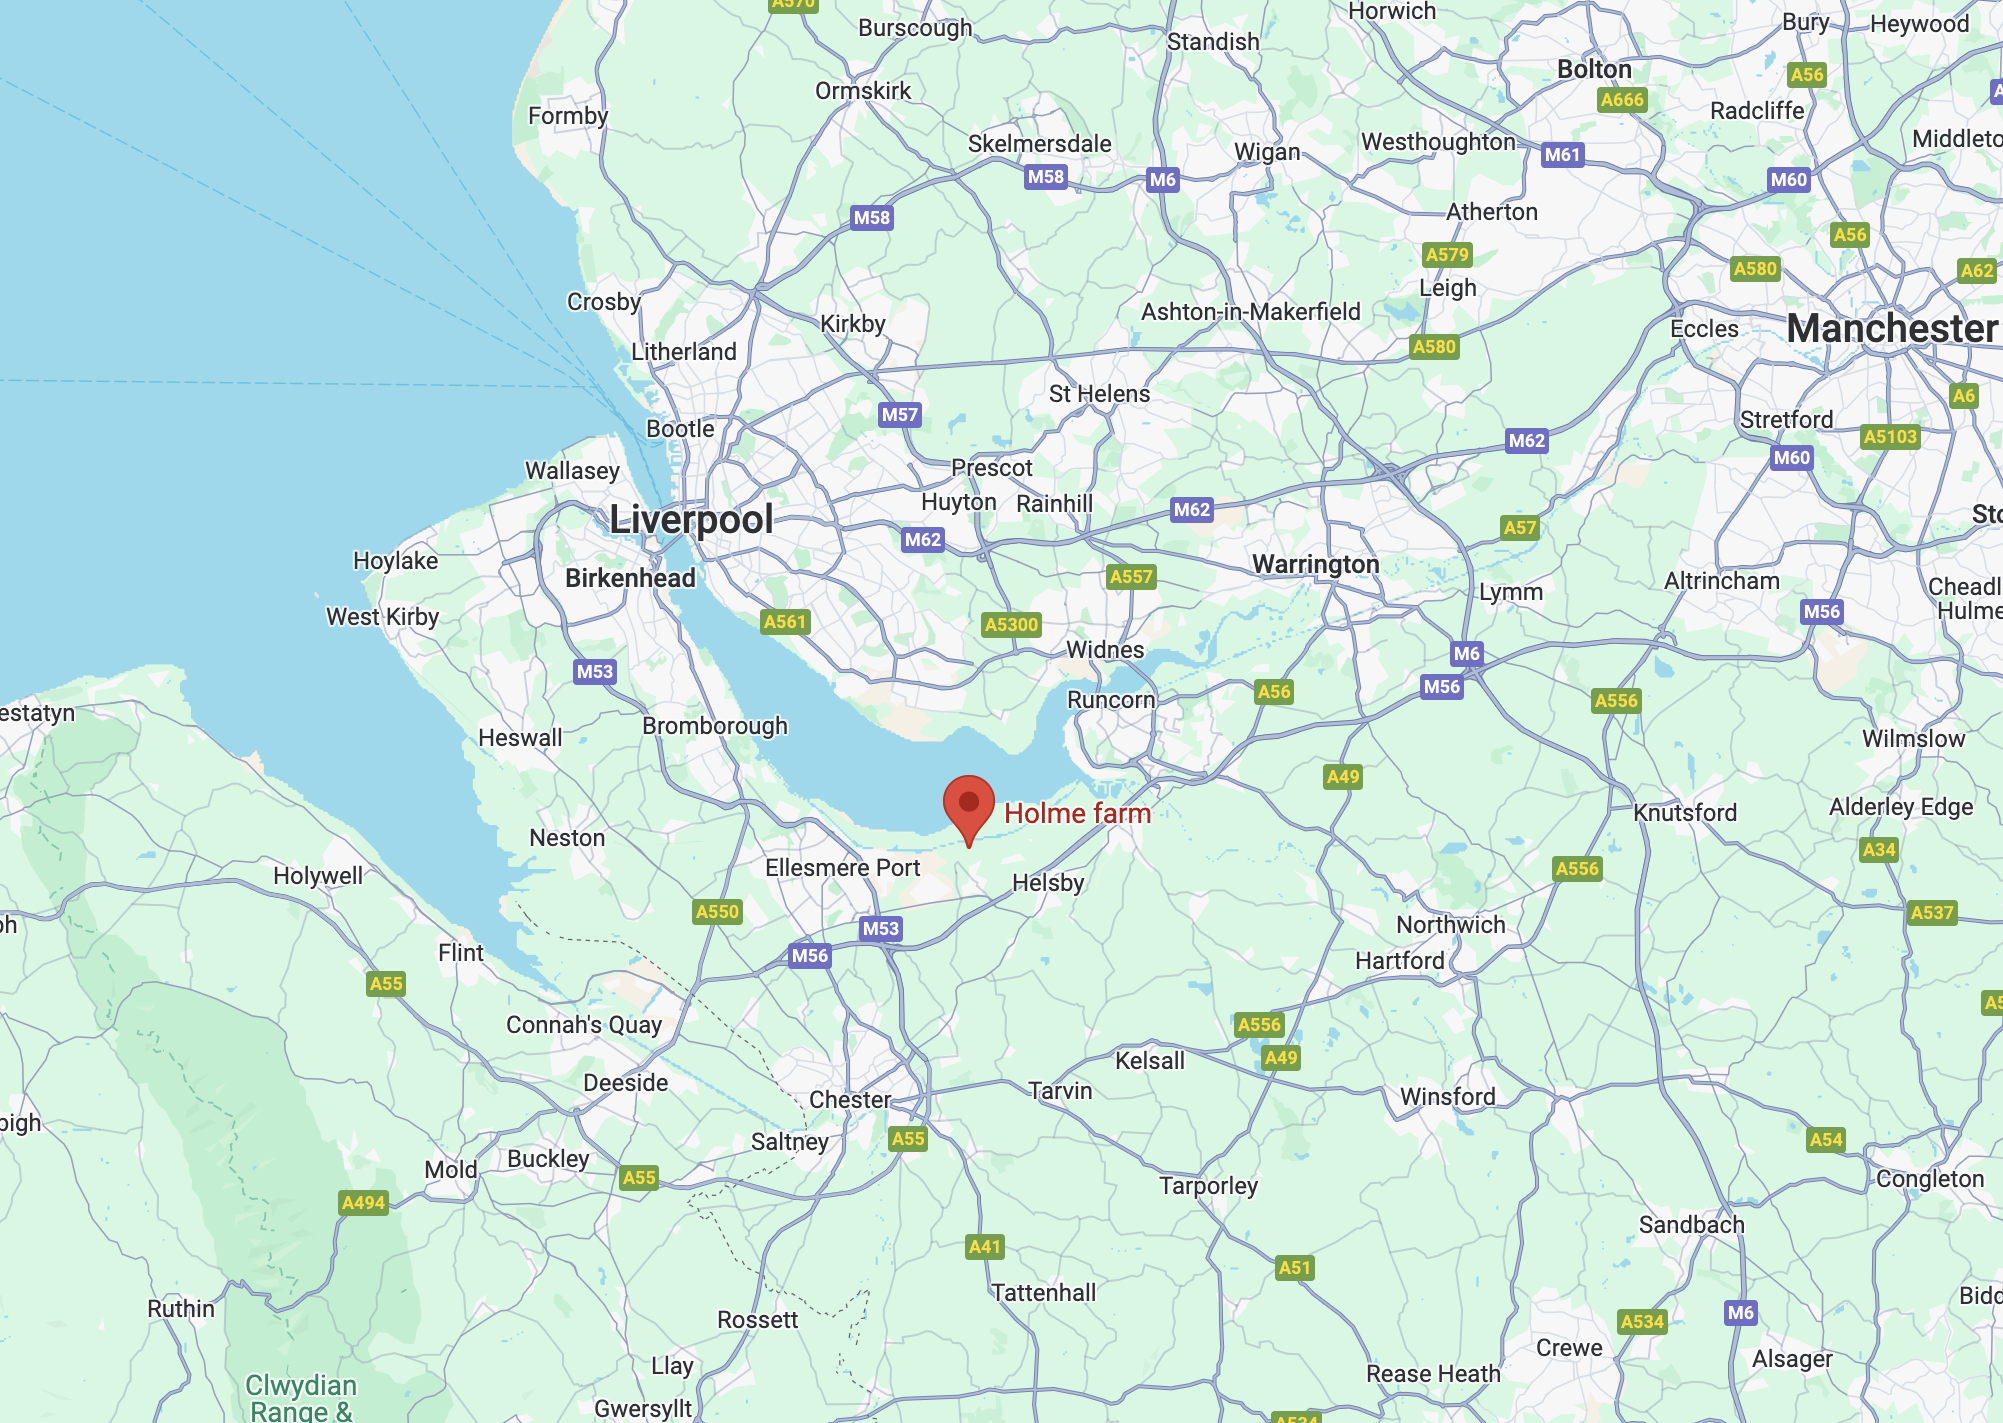 A570
Burscough
Horwich
Bury
Heywood
Standish
Bolton
A56
Ormskirk
A666
Radcliffe
Formby
Skelmersdale
Wigan
Westhoughton
M61
Middleto
M58
M6
M60
M58
Atherton
A56
A579
A580
A62
Crosby
Leigh
Kirkby
Ashton-in-Makerfield
Eccles
Manchester
Litherland
A580
St Helens
A6
M57
Stretford
Bootle
M62
A5103
Wallasey
Prescot
M60
Huyton
Rainhill
M62
Liverpool
M62
A57
Sto
Hoylake
Birkenhead
A557
Warrington
Lymm
Altrincham
Cheadl
Hulme
West Kirby
A561
A5300
M56
Widnes
M6
M53
M56
A56
Runcorn
A556
estatyn
Heswall
Bromborough
Wilmslow
A49
Holme farm
Knutsford
Alderley Edge
Neston
A34
Holywell
Ellesmere Port
Helsby
A556
A550
A537
ph
M53
Northwich
Flint
M56
Hartford
A55
A5
Connah's Quay
A556
Kelsall
A49
Deeside
Chester
Tarvin
Winsford
bigh
Saltney
A55
A54
Mold
Buckley
A55
Tarporley
Congleton
A494
Sandbach
A41
A51
Tattenhall
Bidd
Ruthin
Rossett
M6
A534
Crewe
Alsager
Llay
Rease Heath
Clwydian
Range &
Gwersyllt
A534